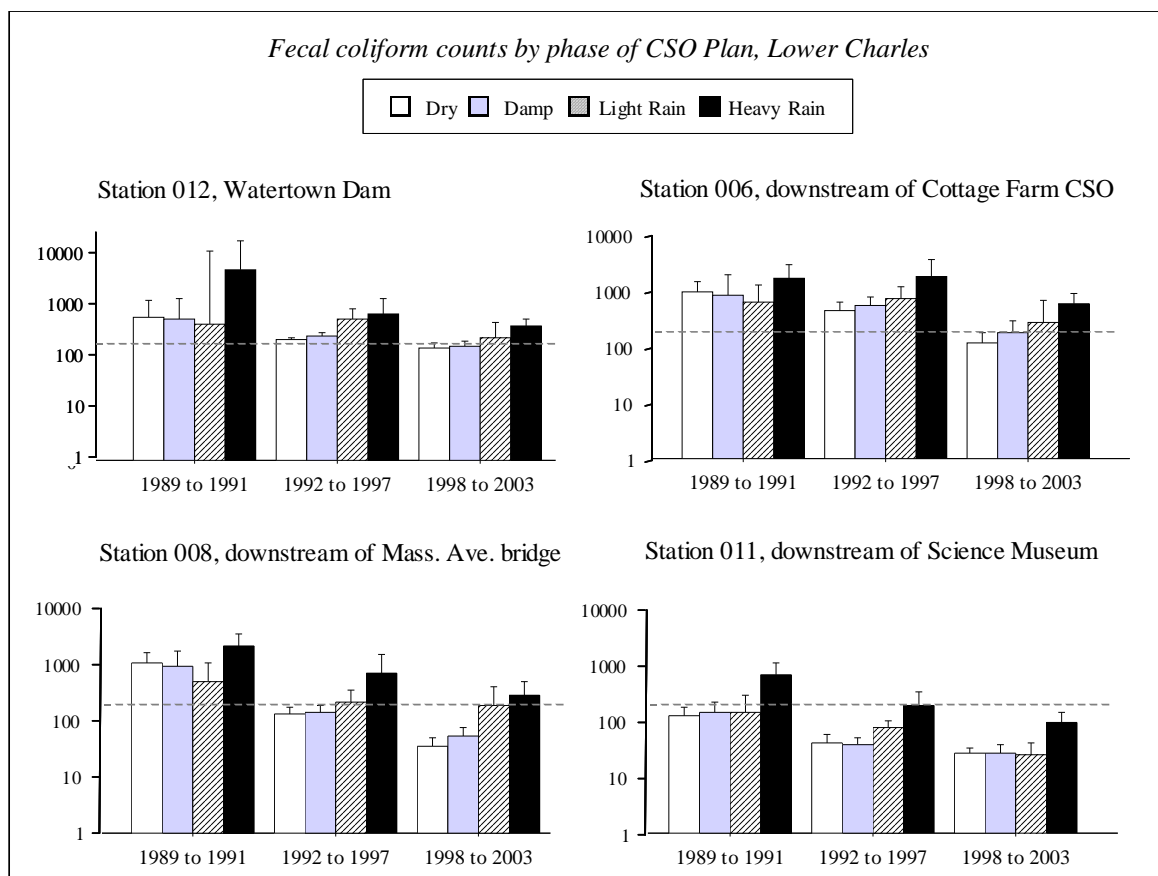 Fecal coliform counts by phase of CSO Plan, Lower Charles
Dry Damp Light Rain Heavy Rain
Station 012, Watertown Dam
10000
1000
100
10
1
1989 to 1991 1992 to 1997 1998 to 2003
Station 006, downstream of Cottage Farm CSO
10000
1000
100
10
1
1989 to 1991 1992 to 1997 1998 to 2003
Station 008, downstream of Mass. Ave. bridge
10000
1000
100
10
1
1989 to 1991 1992 to 1997 1998 to 2003
Station 011, downstream of Science Museum
10000
1000
100
10
1
1989 to 1991 1992 to 1997 1998 to 2003